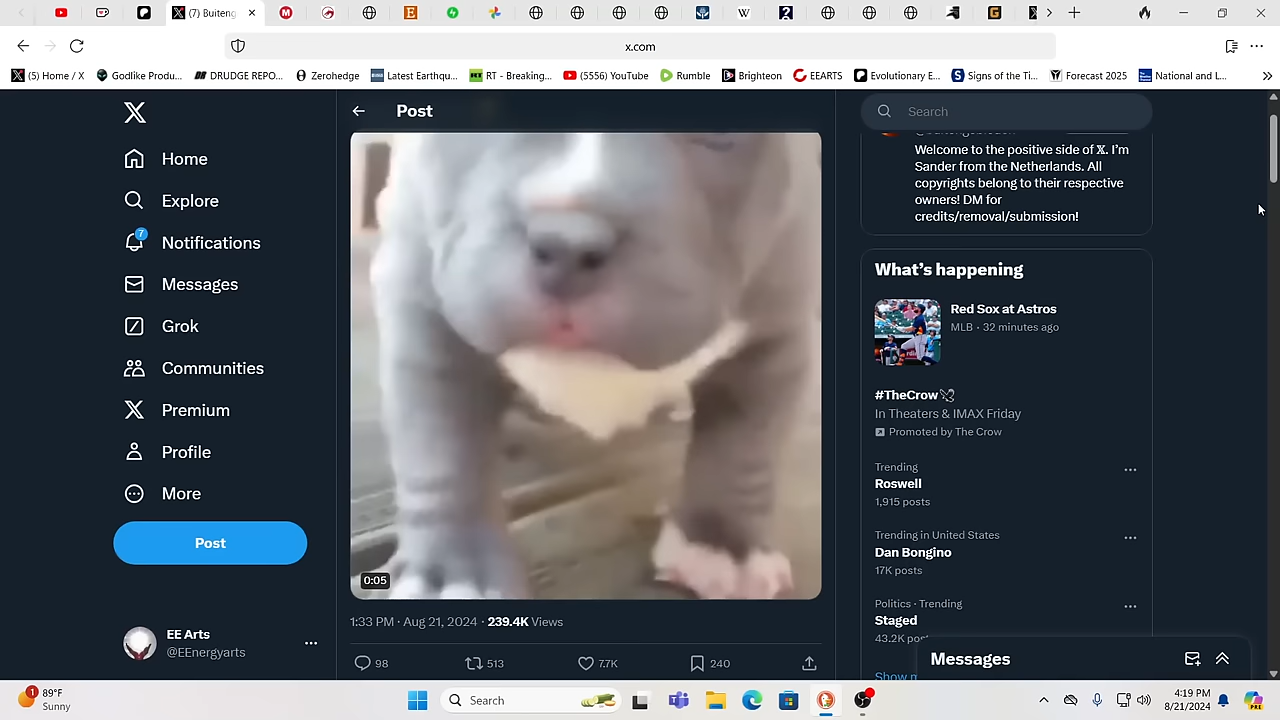 (7) Buiteng
x.com
(5) Home / X
Godlike Produ...
DRUDGE REPO...
Zerohedge
Latest Earthqu...
RT - Breaking...
(5556) YouTube
Rumble
Brighteon
EEARTS
Evolutionary E...
Signs of the Ti...
Forecast 2025
National and L...
Home
Explore
7
Notifications
Messages
Grok
Communities
Premium
Profile
More
Post
EE Arts
@EEnergyarts
Post
0:05
1:33 PM · Aug 21, 2024 · 239.4K Views
98
513
7.7K
240
Search
Welcome to the positive side of 𝕏. I'm
Sander from the Netherlands. All
copyrights belong to their respective
owners! DM for
credits/removal/submission!
What's happening
Red Sox at Astros
MLB · 32 minutes ago
#TheCrow
In Theaters & IMAX Friday
Promoted by The Crow
Trending
Roswell
1,915 posts
Trending in United States
Dan Bongino
17K posts
Politics · Trending
Staged
43.2K
Messages
1
89°F
Sunny
Search
4:19 PM
8/21/2024